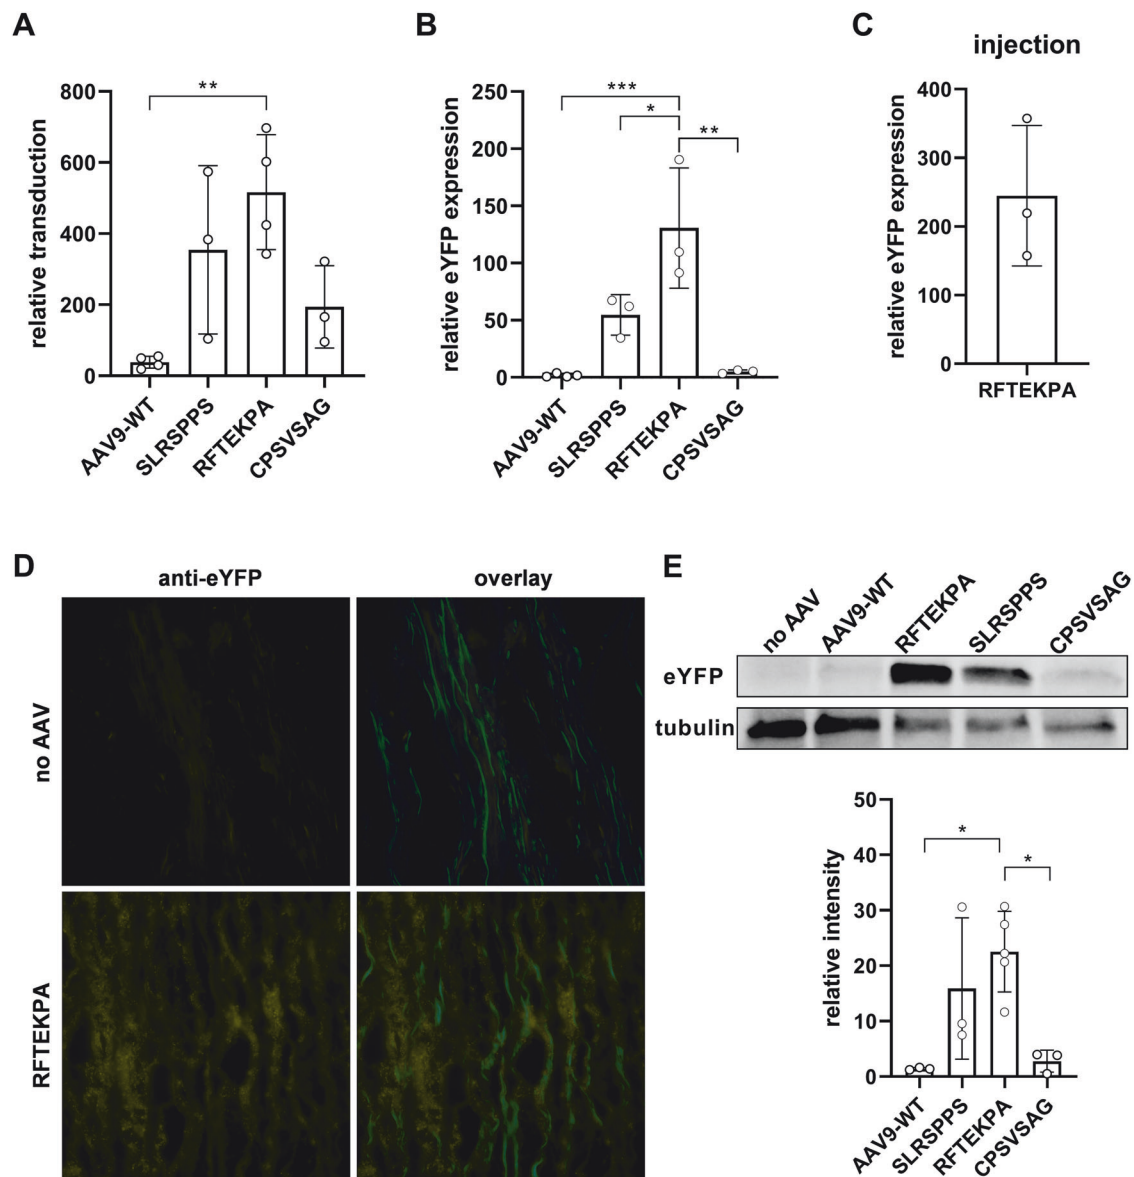 A
relative transduction
800
600
400
200
0
**
AAV9-WT
SLRSPPS
RFTEKPA
CPSVSAG
B
relative eYFP expression
250
200
150
100
50
0
***
*
**
AAV9-WT
SLRSPPS
RFTEKPA
CPSVSAG
C
injection
relative eYFP expression
400
300
200
100
0
RFTEKPA
D
anti-eYFP
overlay
no AAV
RFTEKPA
E
no AAV
AAV9-WT
RFTEKPA
SLRSPPS
CPSVSAG
eYFP
tubulin
relative intensity
50
40
30
20
10
0
*
*
AAV9-WT
SLRSPPS
RFTEKPA
CPSVSAG